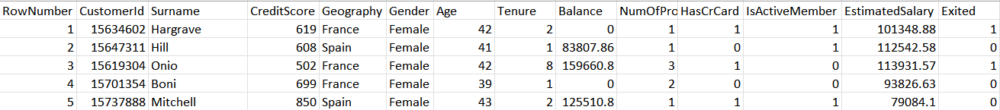 RowNumber CustomerId Surname CreditScore Geography Gender Age Tenure Balance NumOfPro HasCrCard IsActiveMember EstimatedSalary Exited
1 15634602 Hargrave 619 France Female 42 2 0 1 1 1 101348.88 1
2 15647311 Hill 608 Spain Female 41 1 83807.86 1 0 1 112542.58 0
3 15619304 Onio 502 France Female 42 8 159660.8 3 1 0 113931.57 1
4 15701354 Boni 699 France Female 39 1 0 2 0 0 93826.63 0
5 15737888 Mitchell 850 Spain Female 43 2 125510.8 1 1 1 79084.1 0